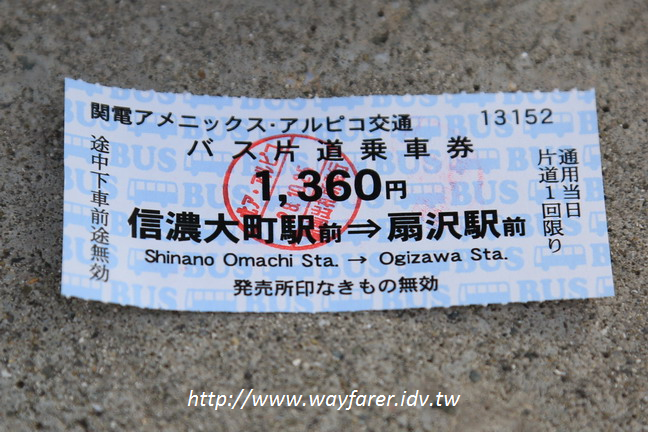 関電アメニックス・アルピコ交通
13152
バス片道乗車券
1,360円
信濃大町駅前⇒扇沢駅前
Shinano Omachi Sta. → Ogizawa Sta.
発売所印なきもの無効
途中下車前途無効
通用当日
片道1回限り
BUS
http://www.wayfarer.idv.tw